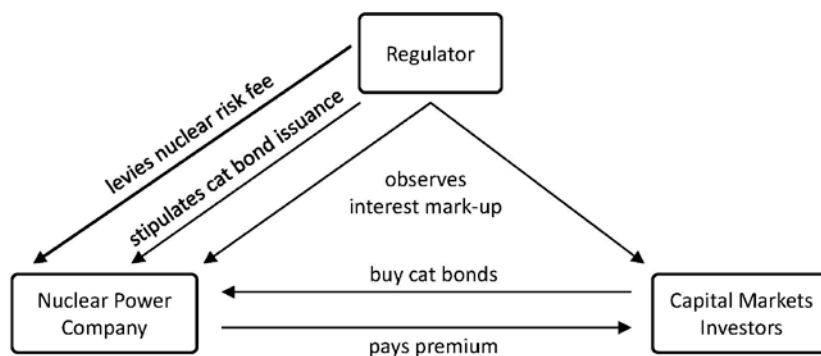 Regulator
levies nuclear risk fee
stipulates cat bond issuance
observes
interest mark-up
buy cat bonds
Nuclear Power
Company
Capital Markets
Investors
pays premium